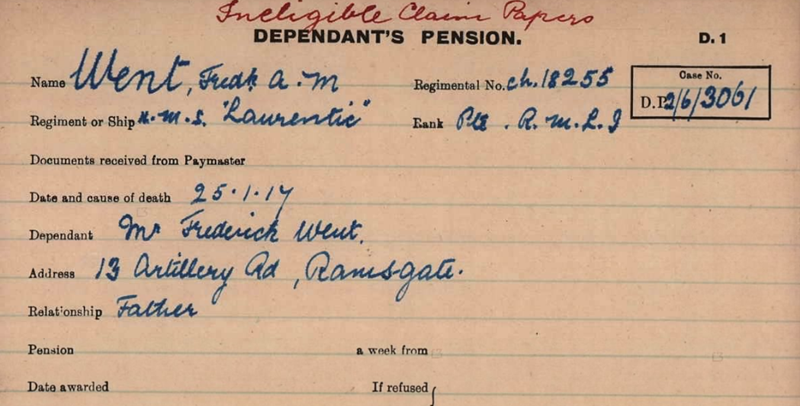 Ineligible Claim Papers
DEPENDANT'S PENSION. D. 1
Name Went, Fredk A. M Regimental No. Ch. 18255 Case No.
Regiment or Ship H.M.S. "Laurentic" Rank Pte. R.M.L.I D.P. 2/6/3061
Documents received from Paymaster
Date and cause of death 25.1.17
Dependant Mr Frederick Went.
Address 13 Artillery Rd, Ramsgate.
Relationship Father
Pension a week from
Date awarded If refused